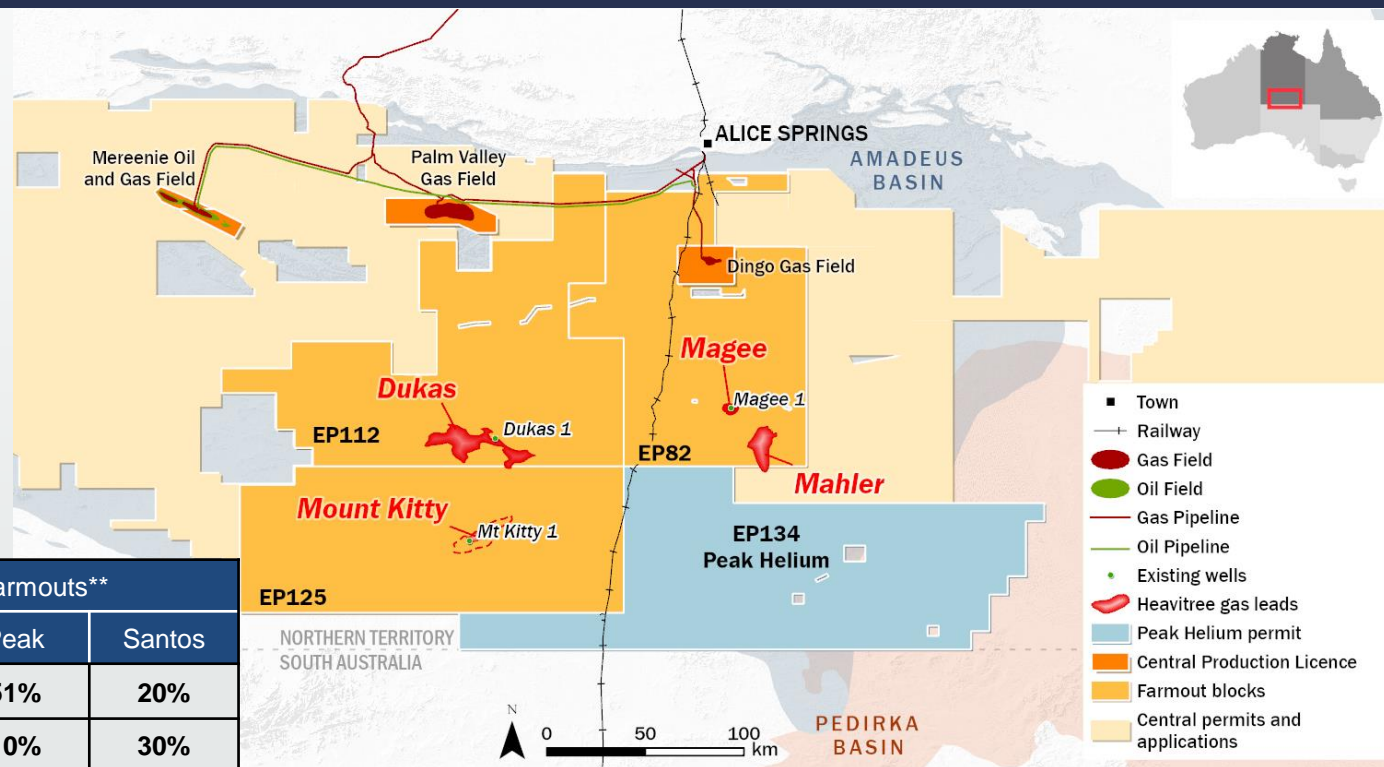 ALICE SPRINGS
AMADEUS
BASIN
Mereenie Oil
and Gas Field
Palm Valley
Gas Field
Dingo Gas Field
Magee
Magee 1
Dukas
Dukas 1
EP112
EP82
Mahler
Mount Kitty
Mt Kitty 1
EP134
Peak Helium
EP125
NORTHERN TERRITORY
SOUTH AUSTRALIA
PEDIRKA
BASIN
N
0 50 100
km
Town
Railway
Gas Field
Oil Field
Gas Pipeline
Oil Pipeline
Existing wells
Heavitree gas leads
Peak Helium permit
Central Production Licence
Farmout blocks
Central permits and
applications
Santos
20%
30%